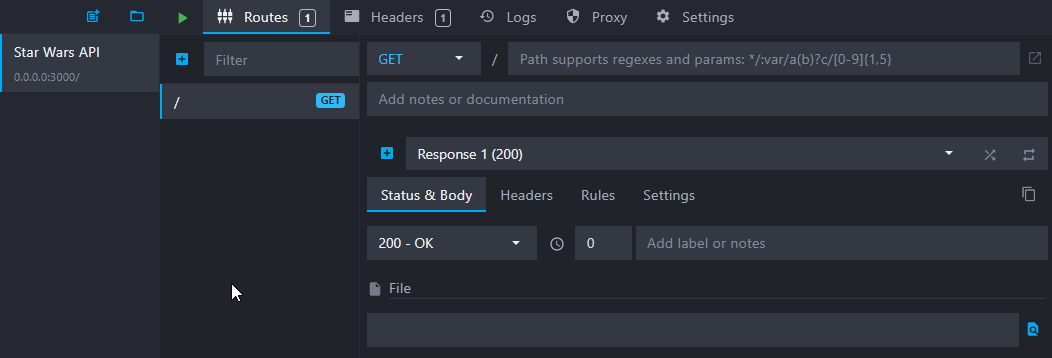 Routes 1 Headers 1 Logs Proxy Settings
Star Wars API
0.0.0.0:3000/
Filter
GET / Path supports regexes and params: */:var/a(b)?c/[0-9]{1,5}
/ GET
Add notes or documentation
Response 1 (200)
Status & Body Headers Rules Settings
200 - OK 0 Add label or notes
File